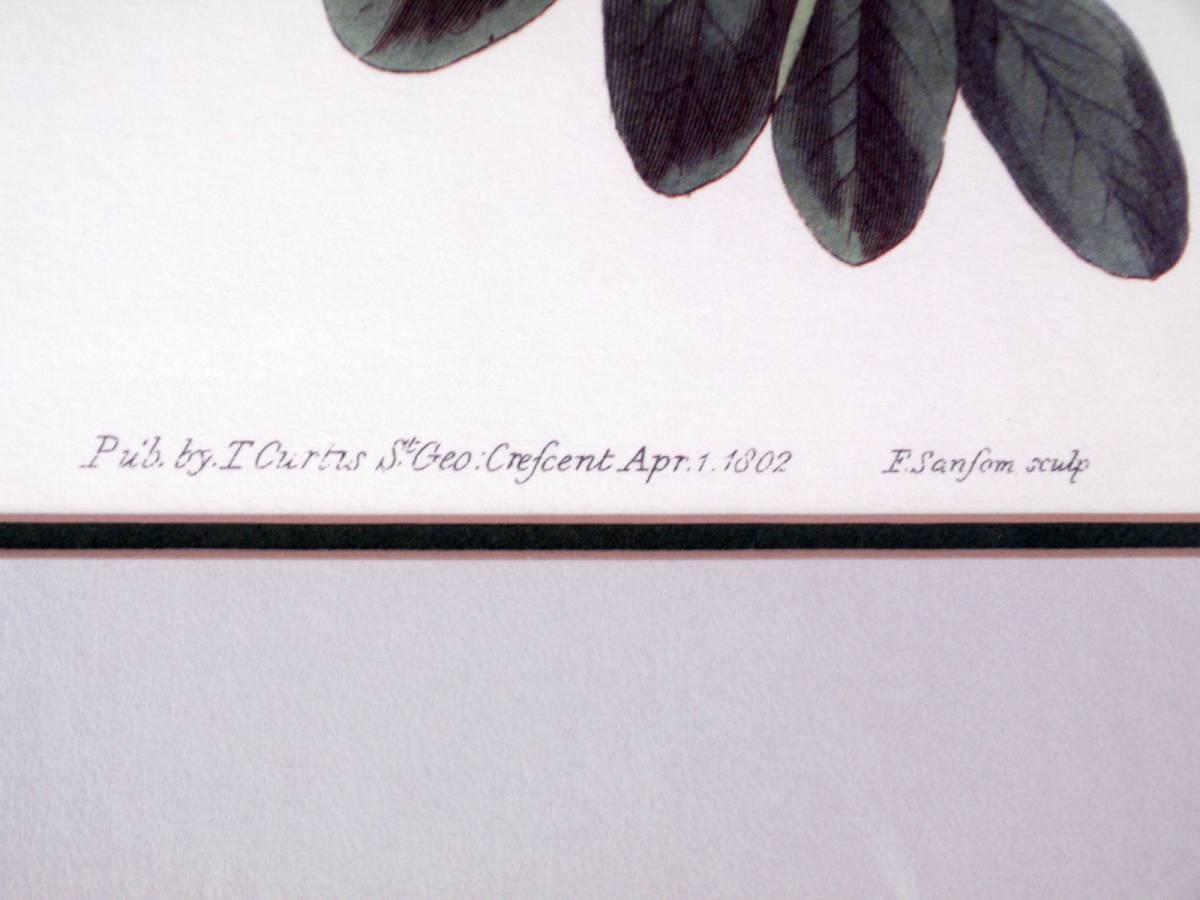 Pub. by. T Curtis St. Geo: Creſcent Apr. 1. 1802 F. Sanſom sculp